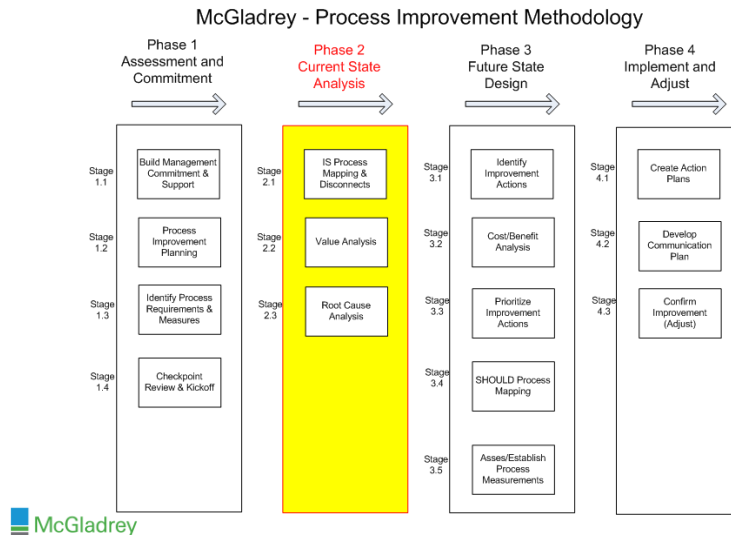 McGladrey - Process Improvement Methodology
Phase 1
Assessment and
Commitment
Phase 2
Current State
Analysis
Phase 3
Future State
Design
Phase 4
Implement and
Adjust
Stage
1.1
Build Management
Commitment &
Support
Stage
1.2
Process
Improvement
Planning
Stage
1.3
Identify Process
Requirements &
Measures
Stage
1.4
Checkpoint
Review & Kickoff
Stage
2.1
IS Process
Mapping &
Disconnects
Stage
2.2
Value Analysis
Stage
2.3
Root Cause
Analysis
Stage
3.1
Identify
Improvement
Actions
Stage
3.2
Cost/Benefit
Analysis
Stage
3.3
Prioritize
Improvement
Actions
Stage
3.4
SHOULD Process
Mapping
Stage
3.5
Asses/Establish
Process
Measurements
Stage
4.1
Create Action
Plans
Stage
4.2
Develop
Communication
Plan
Stage
4.3
Confirm
Improvement
(Adjust)
McGladrey